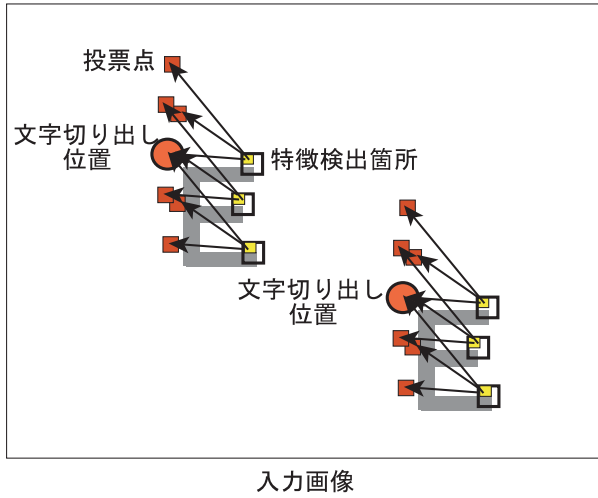 投票点
文字切り出し
位置
特徴検出箇所
文字切り出し
位置
入力画像